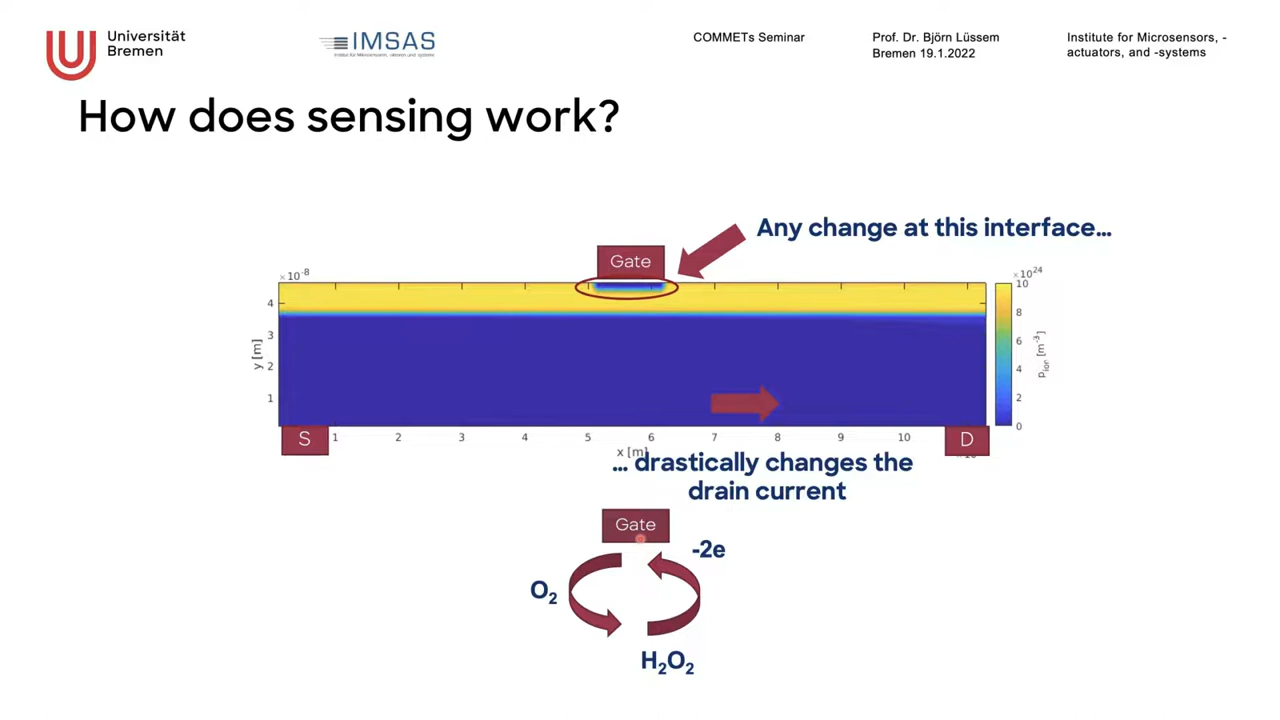 Universität
Bremen
IMSAS
COMMETs Seminar
Prof. Dr. Björn Lüssem
Bremen 19.1.2022
Institute for Microsensors, -
actuators, and -systems
How does sensing work?
Any change at this interface...
Gate
×10⁻⁸
×10²⁴
4
3
2
1
y [m]
10
8
6
4
2
0
p_ion [m⁻³]
S
1 2 3 4 5 6 7 8 9 10
D
x [m]
... drastically changes the
drain current
Gate
-2e
O₂
H₂O₂